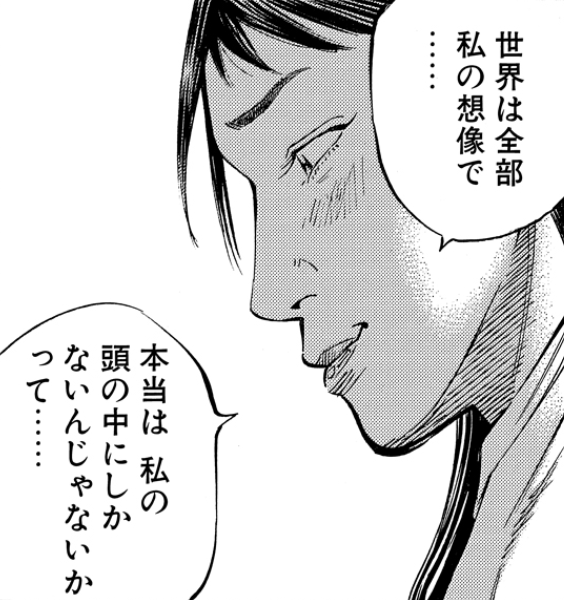 世界は全部
私の想像で
……
本当は 私の
頭の中にしか
ないんじゃないか
って……